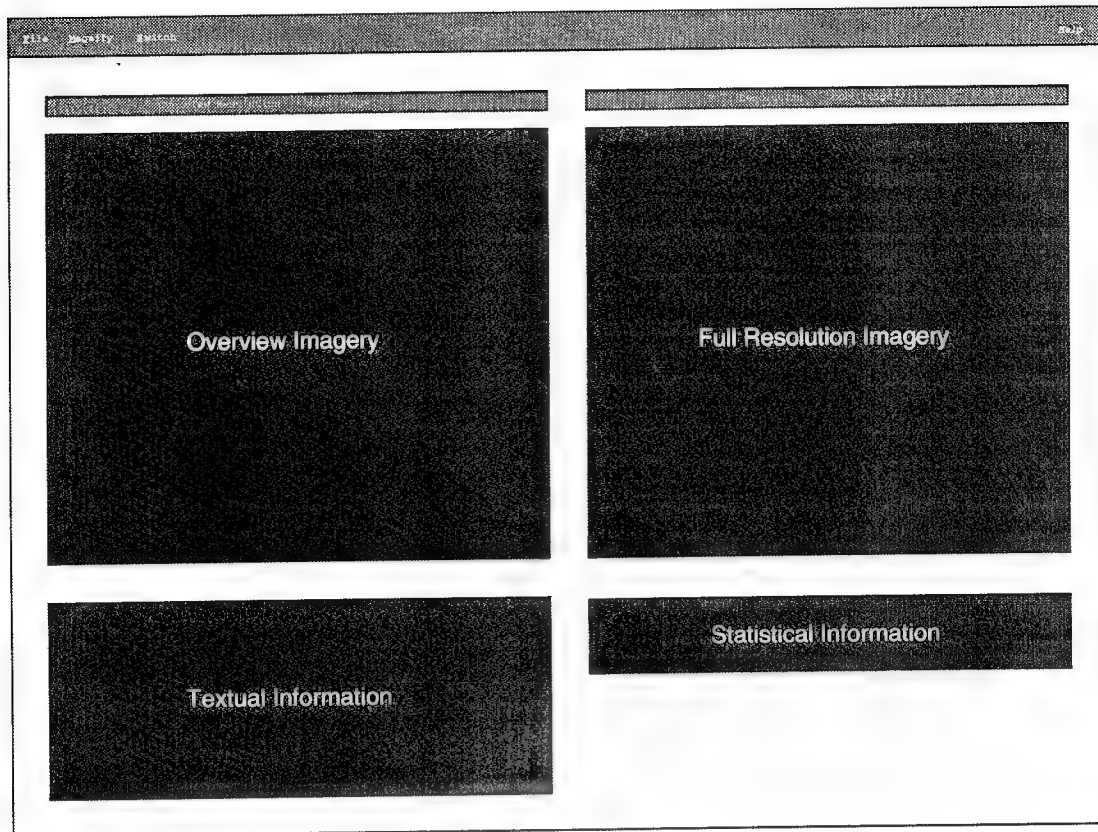 File Magnify Switch Help
Overview Imagery
Full Resolution Imagery
Statistical Information
Textual Information